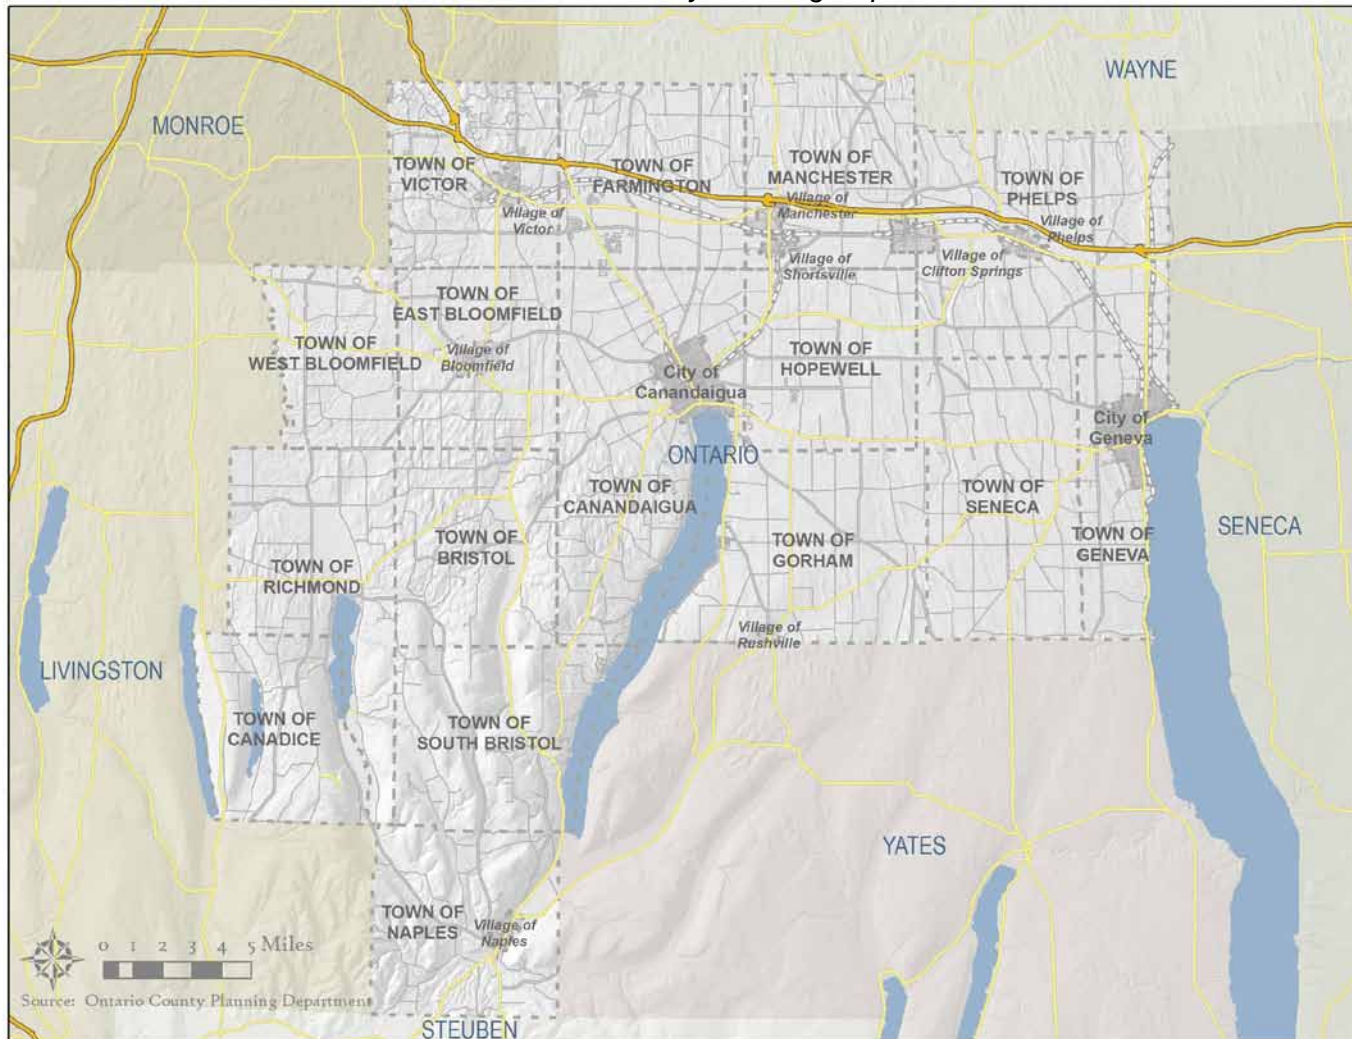 WAYNE
MONROE
TOWN OF
VICTOR
TOWN OF
FARMINGTON
TOWN OF
MANCHESTER
Village of
Manchester
TOWN OF
PHELPS
Village of
Phelps
Village of
Victor
Village of
Shortsville
Village of
Clifton Springs
TOWN OF
EAST BLOOMFIELD
TOWN OF
WEST BLOOMFIELD
Village of
Bloomfield
City of
Canandaigua
TOWN OF
HOPEWELL
City of
Geneva
ONTARIO
TOWN OF
CANANDAIGUA
TOWN OF
SENECA
SENECA
TOWN OF
BRISTOL
TOWN OF
GORHAM
TOWN OF
GENEVA
TOWN OF
RICHMOND
Village of
Rushville
LIVINGSTON
TOWN OF
CANADICE
TOWN OF
SOUTH BRISTOL
YATES
TOWN OF
NAPLES
Village of
Naples
0 1 2 3 4 5 Miles
Source: Ontario County Planning Department
STEUBEN